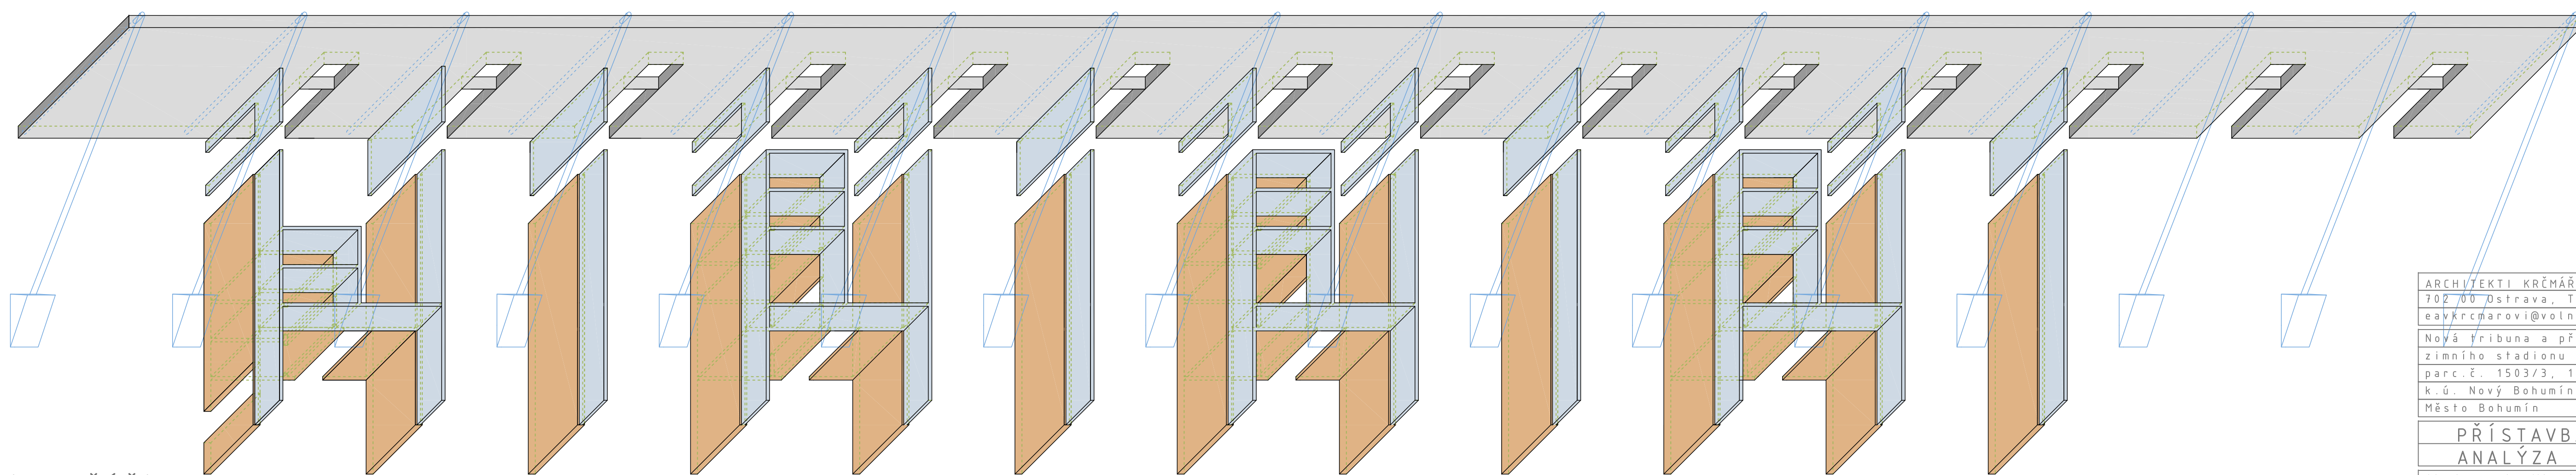 ARCHITEKTI KRČMÁŘ
702 00 Ostrava, T
eavkrcmarovi@voln
Nová tribuna a př
zimního stadionu
parc.č. 1503/3, 1
k.ú. Nový Bohumín
Město Bohumín
PŘÍSTAVB
ANALÝZA